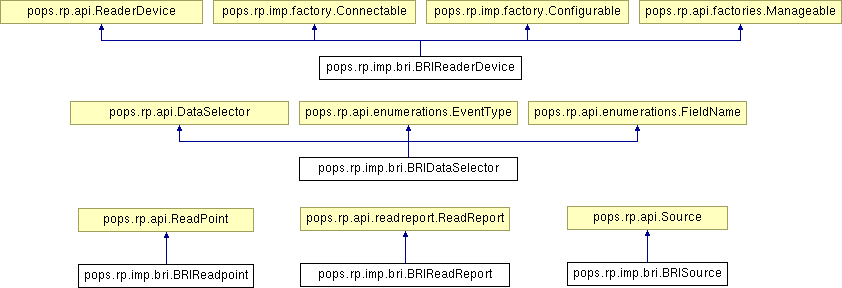 pops.rp.api.ReaderDevice
pops.rp.imp.factory.Connectable
pops.rp.imp.factory.Configurable
pops.rp.api.factories.Manageable
pops.rp.imp.bri.BRIReaderDevice
pops.rp.api.DataSelector
pops.rp.api.enumerations.EventType
pops.rp.api.enumerations.FieldName
pops.rp.imp.bri.BRIDataSelector
pops.rp.api.ReadPoint
pops.rp.api.readreport.ReadReport
pops.rp.api.Source
pops.rp.imp.bri.BRIReadpoint
pops.rp.imp.bri.BRIReadReport
pops.rp.imp.bri.BRISource